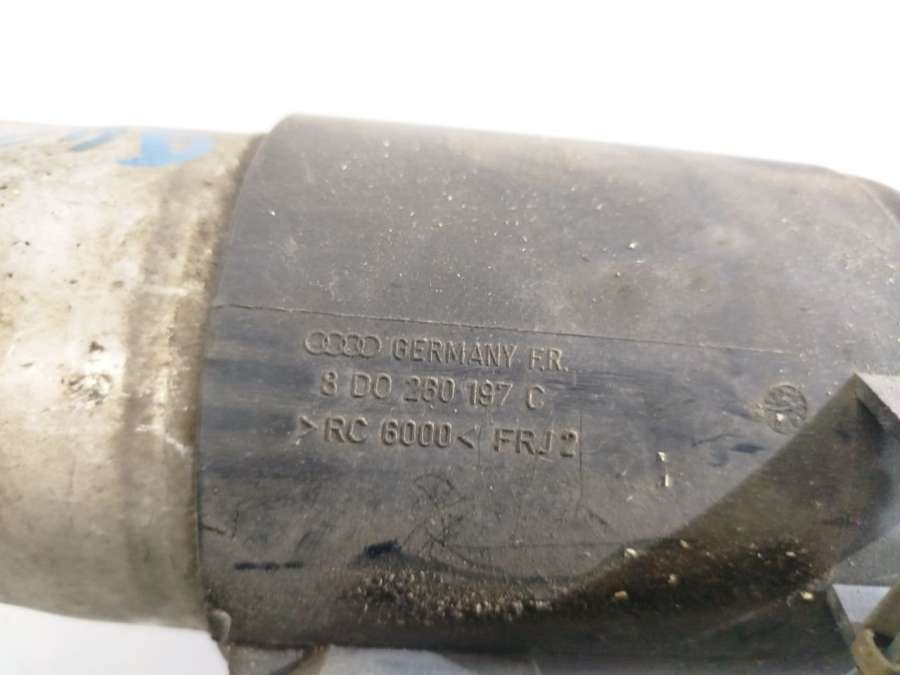 GERMANY F.R.
8 D0 260 197 C
>RC 6000< FRJ 2